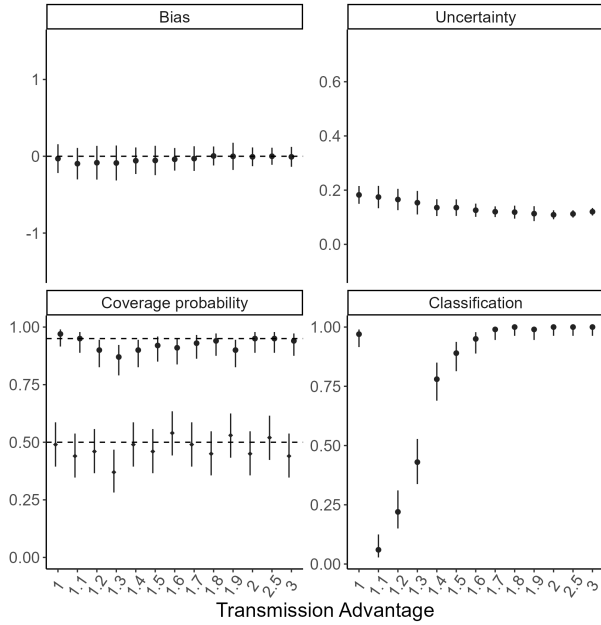 Bias
Uncertainty
1
0
-1
0.6
0.4
0.2
0.0
Coverage probability
Classification
1.00
0.75
0.50
0.25
0.00
1.00
0.75
0.50
0.25
0.00
1 1.1 1.2 1.3 1.4 1.5 1.6 1.7 1.8 1.9 2 2.5 3
1 1.1 1.2 1.3 1.4 1.5 1.6 1.7 1.8 1.9 2 2.5 3
Transmission Advantage